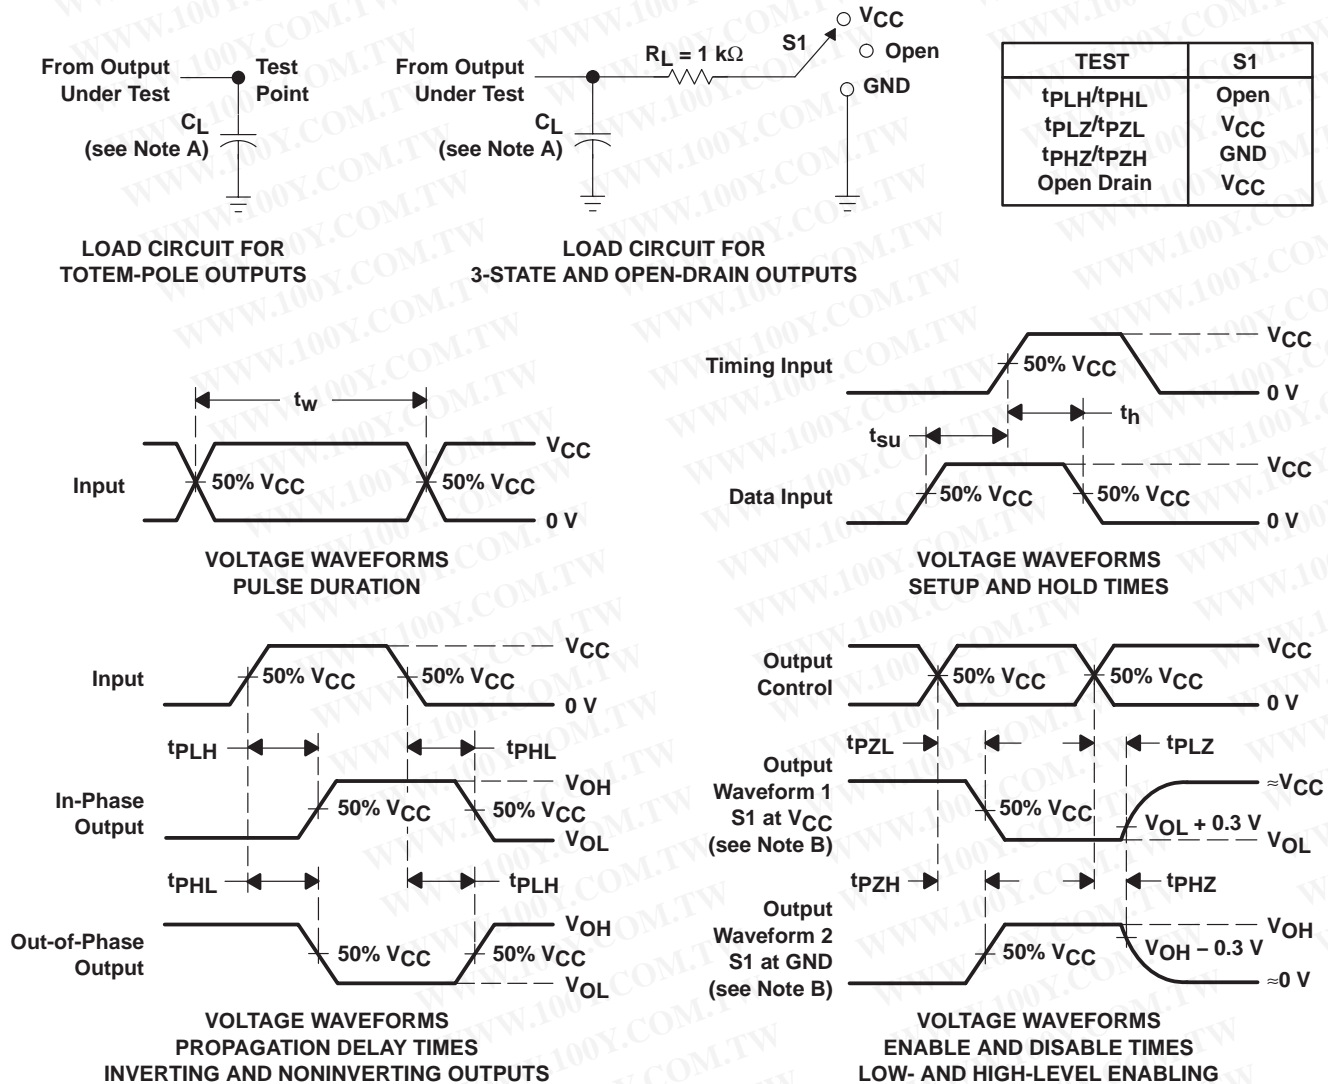 From Output
Under Test
Test
Point
CL
(see Note A)
LOAD CIRCUIT FOR
TOTEM-POLE OUTPUTS
From Output
Under Test
RL = 1 kΩ
S1
VCC
Open
GND
CL
(see Note A)
LOAD CIRCUIT FOR
3-STATE AND OPEN-DRAIN OUTPUTS
TEST S1
tPLH/tPHL Open
tPLZ/tPZL VCC
tPHZ/tPZH GND
Open Drain VCC
tw
Input
50% VCC
50% VCC
VCC
0 V
VOLTAGE WAVEFORMS
PULSE DURATION
Timing Input
50% VCC
VCC
0 V
tsu
th
Data Input
50% VCC
50% VCC
VCC
0 V
VOLTAGE WAVEFORMS
SETUP AND HOLD TIMES
Input
50% VCC
50% VCC
VCC
0 V
tPLH
tPHL
In-Phase
Output
50% VCC
50% VCC
VOH
VOL
tPHL
tPLH
Out-of-Phase
Output
50% VCC
50% VCC
VOH
VOL
VOLTAGE WAVEFORMS
PROPAGATION DELAY TIMES
INVERTING AND NONINVERTING OUTPUTS
Output
Control
50% VCC
50% VCC
VCC
0 V
tPZL
tPLZ
Output
Waveform 1
S1 at VCC
(see Note B)
50% VCC
VOL + 0.3 V
≈VCC
VOL
tPZH
tPHZ
Output
Waveform 2
S1 at GND
(see Note B)
50% VCC
VOH − 0.3 V
VOH
≈0 V
VOLTAGE WAVEFORMS
ENABLE AND DISABLE TIMES
LOW- AND HIGH-LEVEL ENABLING
WWW.100Y.COM.TW